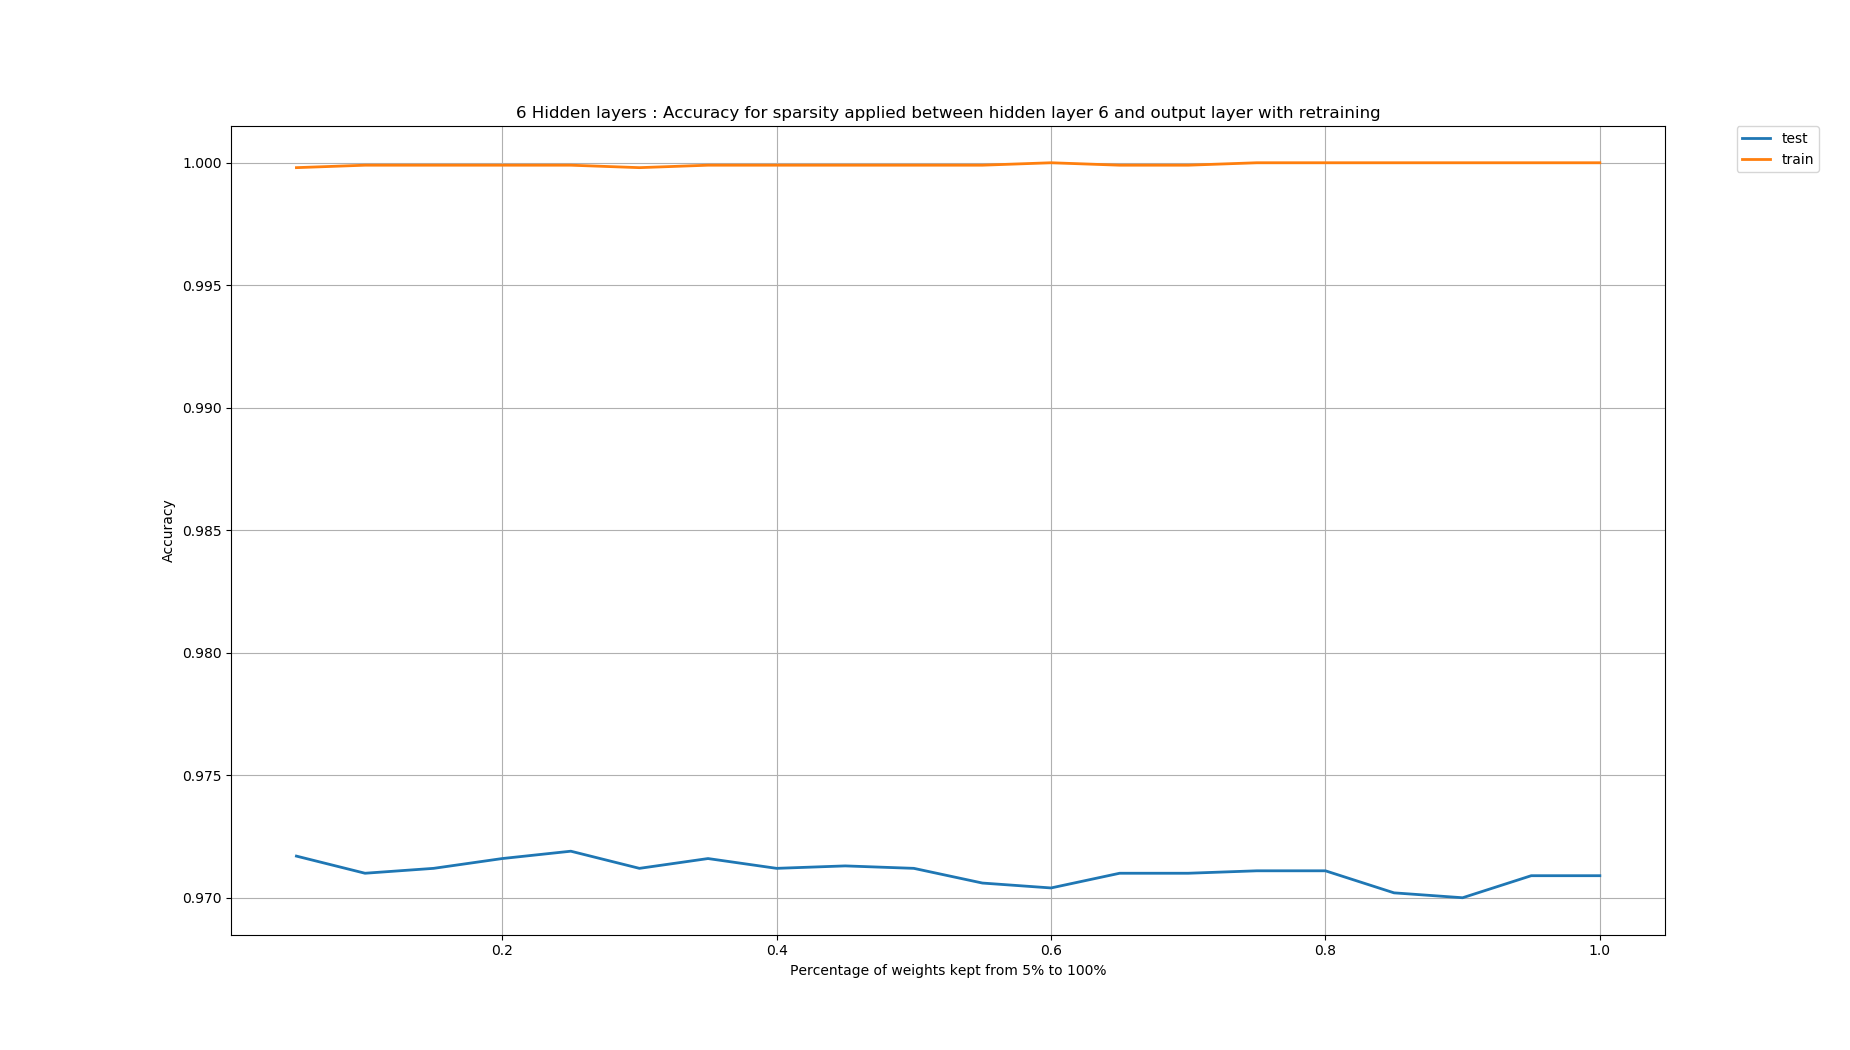 6 Hidden layers : Accuracy for sparsity applied between hidden layer 6 and output layer with retraining
test
train
1.000
0.995
0.990
0.985
0.980
0.975
0.970
Accuracy
0.2
0.4
0.6
0.8
1.0
Percentage of weights kept from 5% to 100%